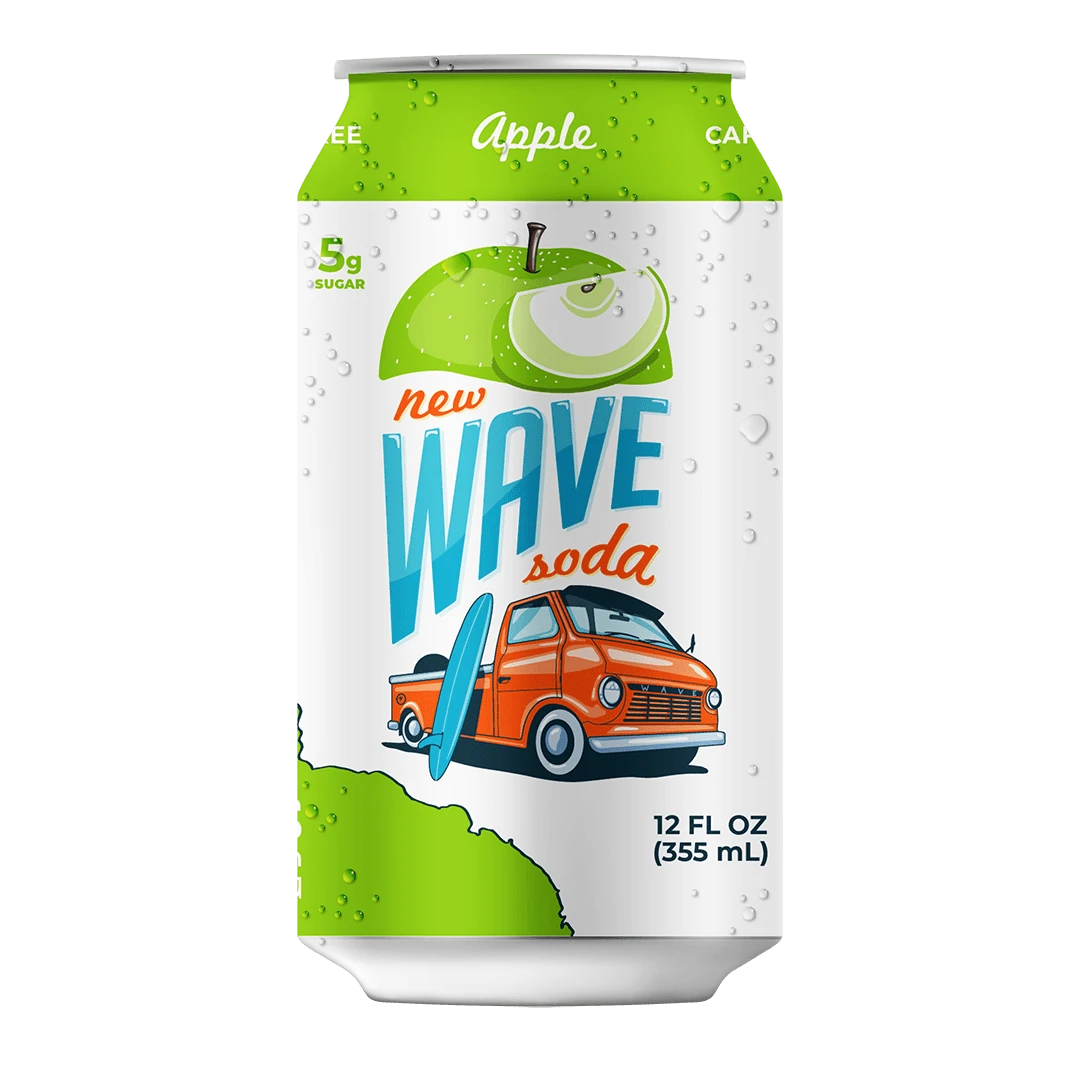 Apple
5g
SUGAR
new
WAVE
soda
WAVE
12 FL OZ
(355 mL)